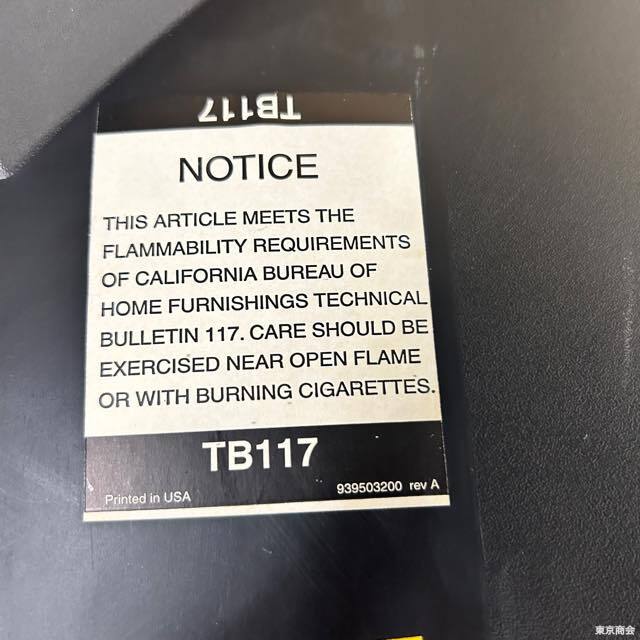 TB117
NOTICE
THIS ARTICLE MEETS THE
FLAMMABILITY REQUIREMENTS
OF CALIFORNIA BUREAU OF
HOME FURNISHINGS TECHNICAL
BULLETIN 117. CARE SHOULD BE
EXERCISED NEAR OPEN FLAME
OR WITH BURNING CIGARETTES.
TB117
Printed in USA 939503200 rev A
東京商会